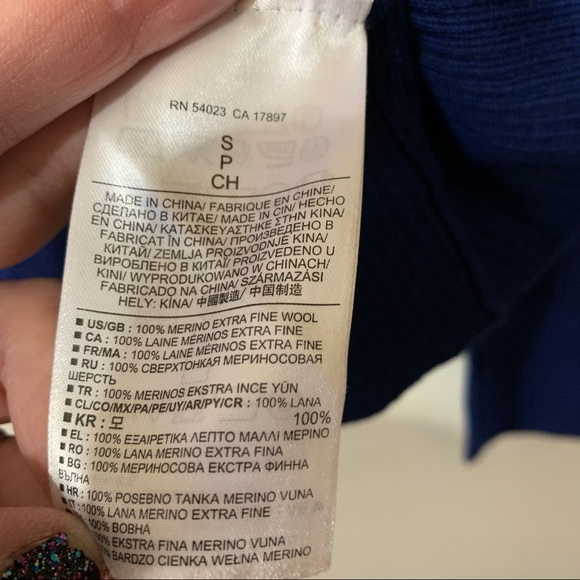 RN 54023 CA 17897
S
P
CH
MADE IN CHINA/ FABRIQUE EN CHINE/
СДЕЛАНО В КИТАЕ/ MADE IN CIN/ HECHO
EN CHINA/ ΚΑΤΑΣΚΕΥΑΣΤΗΚΕ ΣΤΗΝ ΚΙΝΑ/
FABRICAT ÎN CHINA/ ПРОИЗВЕДЕНО В
КИТАЙ/ ZEMLJA PROIZVODNJE KINA/
ВИРОБЛЕНО В КИТАЇ/ PROIZVEDENO U
KINI/ WYPRODUKOWANO W CHINACH/
FABRICADO NA CHINA/ SZÁRMAZÁSI
HELY: KÍNA/ 中國製造/ 中国制造
■ US/GB : 100% MERINO EXTRA FINE WOOL
■ CA : 100% LAINE MÉRINOS EXTRA FINE
■ FR/MA : 100% LAINE MÉRINOS EXTRA FINE
■ RU : 100% СВЕРХТОНКАЯ МЕРИНОСОВАЯ
ШЕРСТЬ
■ TR : 100% MERINOS EKSTRA INCE YÜN
■ CL/CO/MX/PA/PE/UY/AR/PY/CR : 100% LANA
■ KR : 모 100%
■ EL : 100% ΕΞΑΙΡΕΤΙΚΑ ΛΕΠΤΟ ΜΑΛΛΙ ΜΕΡΙΝΟ
■ RO : 100% LANA MERINO EXTRA FINA
■ BG : 100% МЕРИНОСОВА ЕКСТРА ФИННА
ВЪЛНА
■ HR : 100% POSEBNO TANKA MERINO VUNA
IT : 100% LANA MERINO EXTRA FINE
% ВОВНА
% EKSTRA FINA MERINO VUNA
% BARDZO CIENKA WEŁNA MERINO